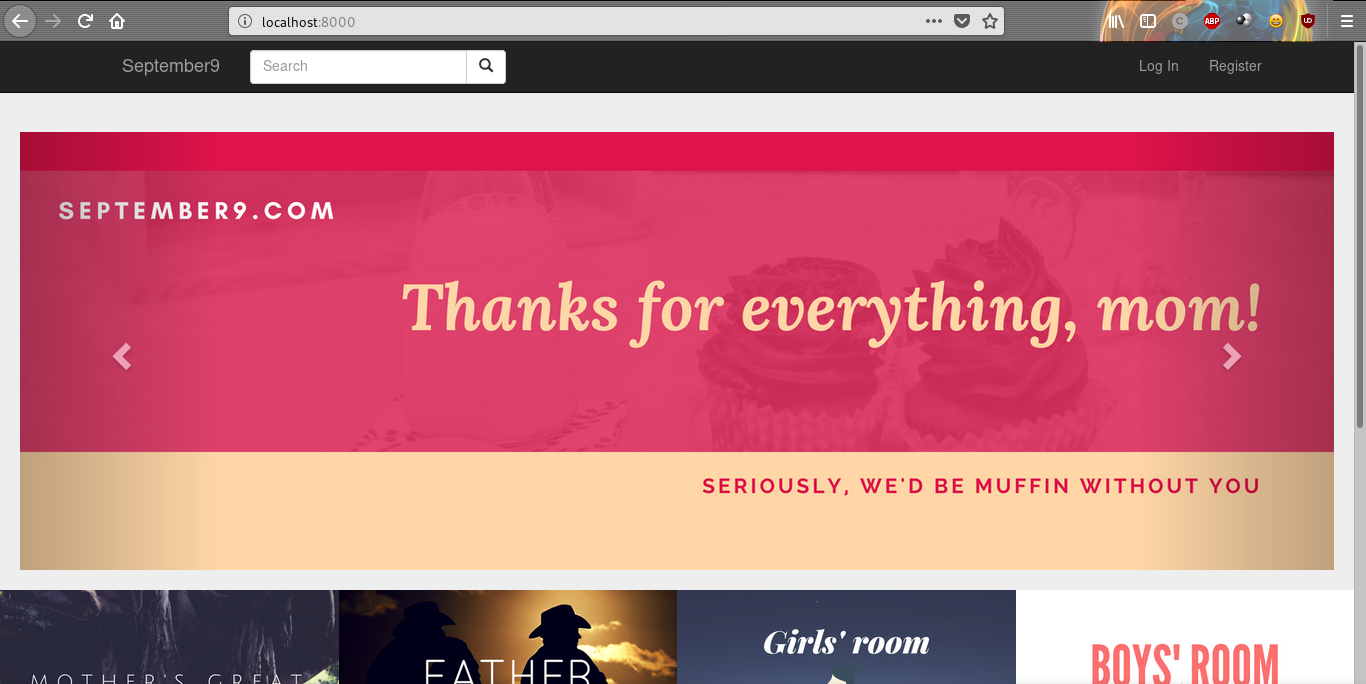 localhost:8000
ABP
September9
Search
Log In
Register
SEPTEMBER9.COM
Thanks for everything, mom!
SERIOUSLY, WE'D BE MUFFIN WITHOUT YOU
MOTHER'S GREAT
FATHER
Girls' room
BOYS' ROOM